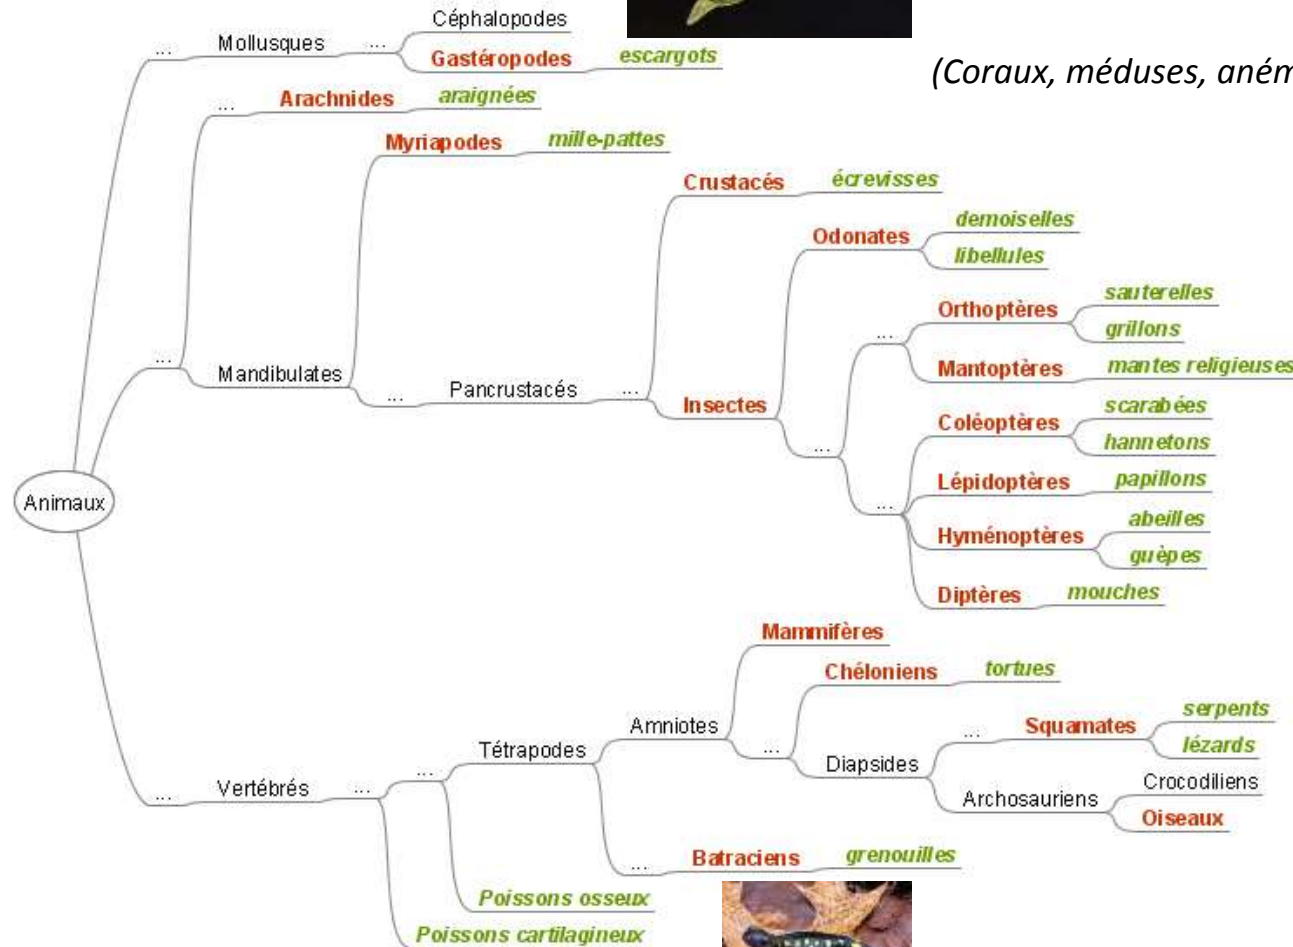 Céphalopodes
... Mollusques ...
Gastéropodes escargots
(Coraux, méduses,
... Arachnides araignées
Myriapodes mille-pattes
Crustacés écrevisses
demoiselles
Odonates
libellules
sauterelles
Orthoptères
grillons
...
... Mandibulates
Mantoptères mantes religieuses
... Pancrustacés ...
Insectes
scarabées
Coléoptères
hannetons
...
Lépidoptères papillons
Animaux
...
abeilles
Hyménoptères
guêpes
Diptères mouches
Mammifères
Chéloniens tortues
serpents
Amniotes
... Squamates
...
lézards
Tétrapodes
Diapsides
...
Crocodiliens
... Vertébrés ...
Archosauriens
Oiseaux
... Batraciens grenouilles
Poissons osseux
Poissons cartilagineux